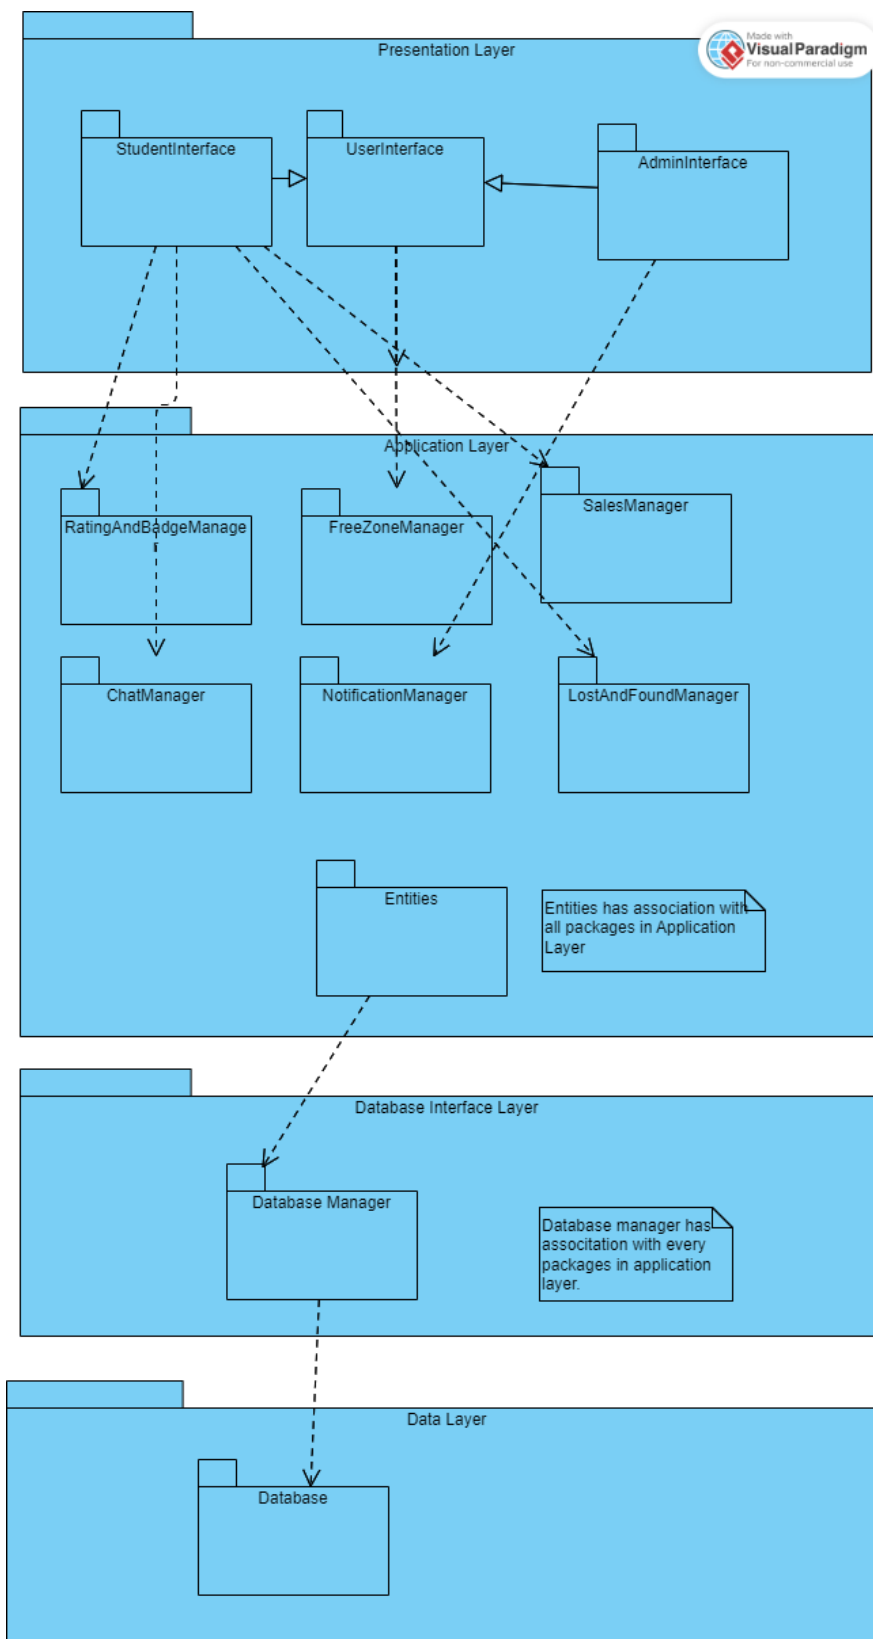 Presentation Layer
Made with
Visual Paradigm
For non-commercial use
StudentInterface
UserInterface
AdminInterface
Application Layer
RatingAndBadgeManage
FreeZoneManager
SalesManager
ChatManager
NotificationManager
LostAndFoundManager
Entities
Entities has association with
all packages in Application
Layer
Database Interface Layer
Database Manager
Database manager has
associtation with every
packages in application
layer.
Data Layer
Database